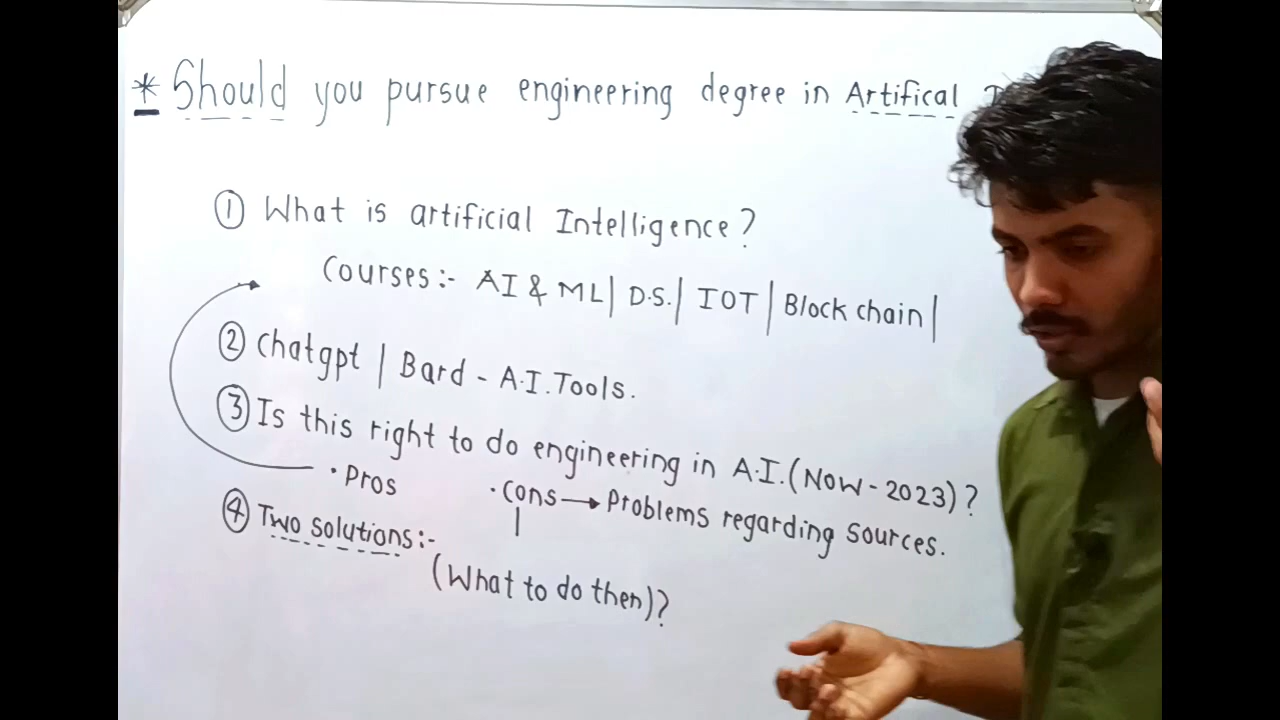 * Should you pursue engineering degree in Artifical
① What is artificial Intelligence?
Courses:- AI & ML | D.S. | IOT | Block chain |
② Chatgpt | Bard - A.I. Tools.
③ Is this right to do engineering in A.I. (Now - 2023) ?
• Pros • Cons → Problems regarding sources.
④ Two solutions:-
(What to do then)?